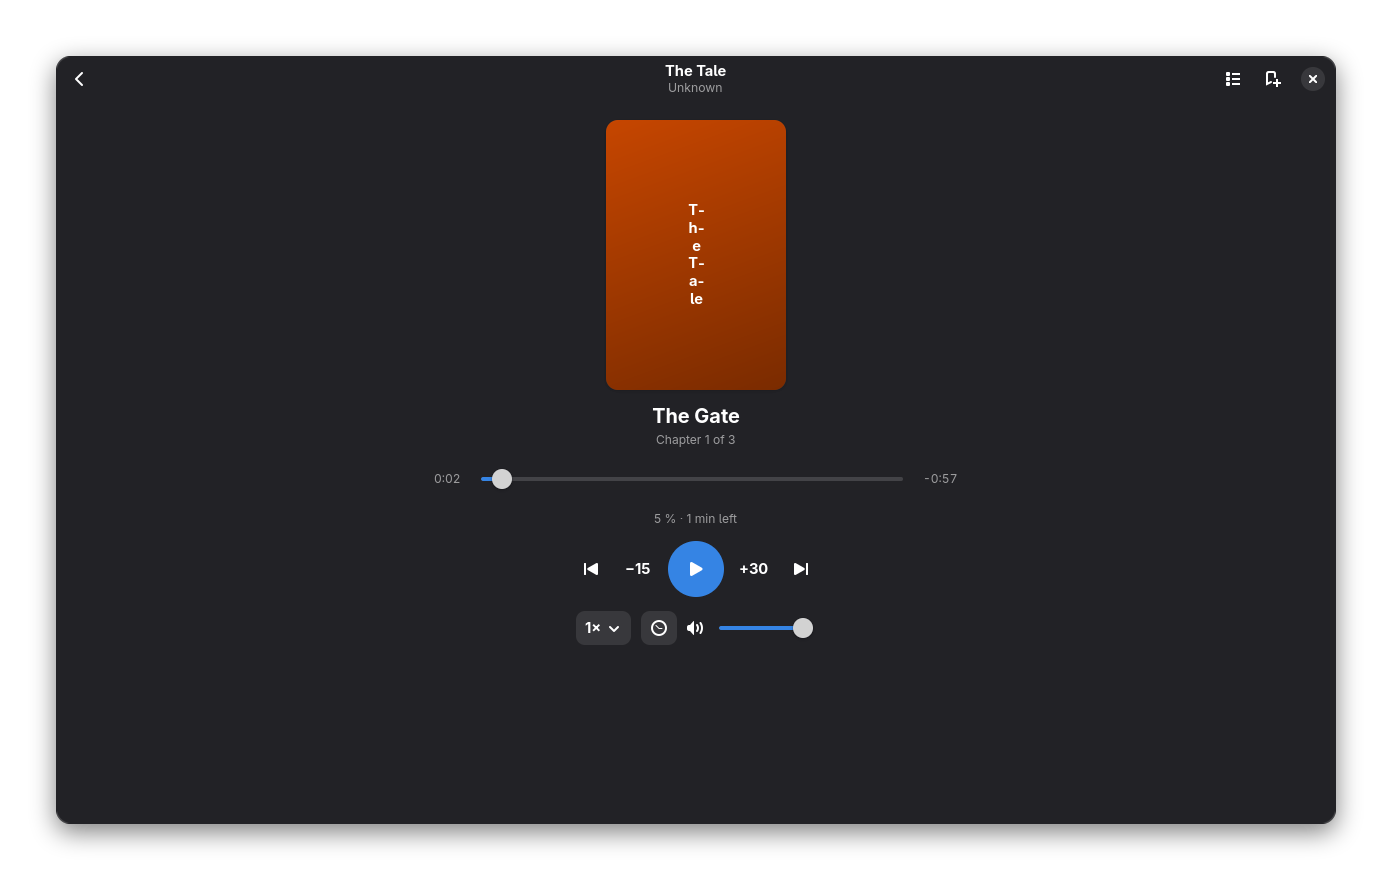 The Tale
Unknown
T-
h-
e
T-
a-
le
The Gate
Chapter 1 of 3
0:02
-0:57
5 % · 1 min left
−15
+30
1×